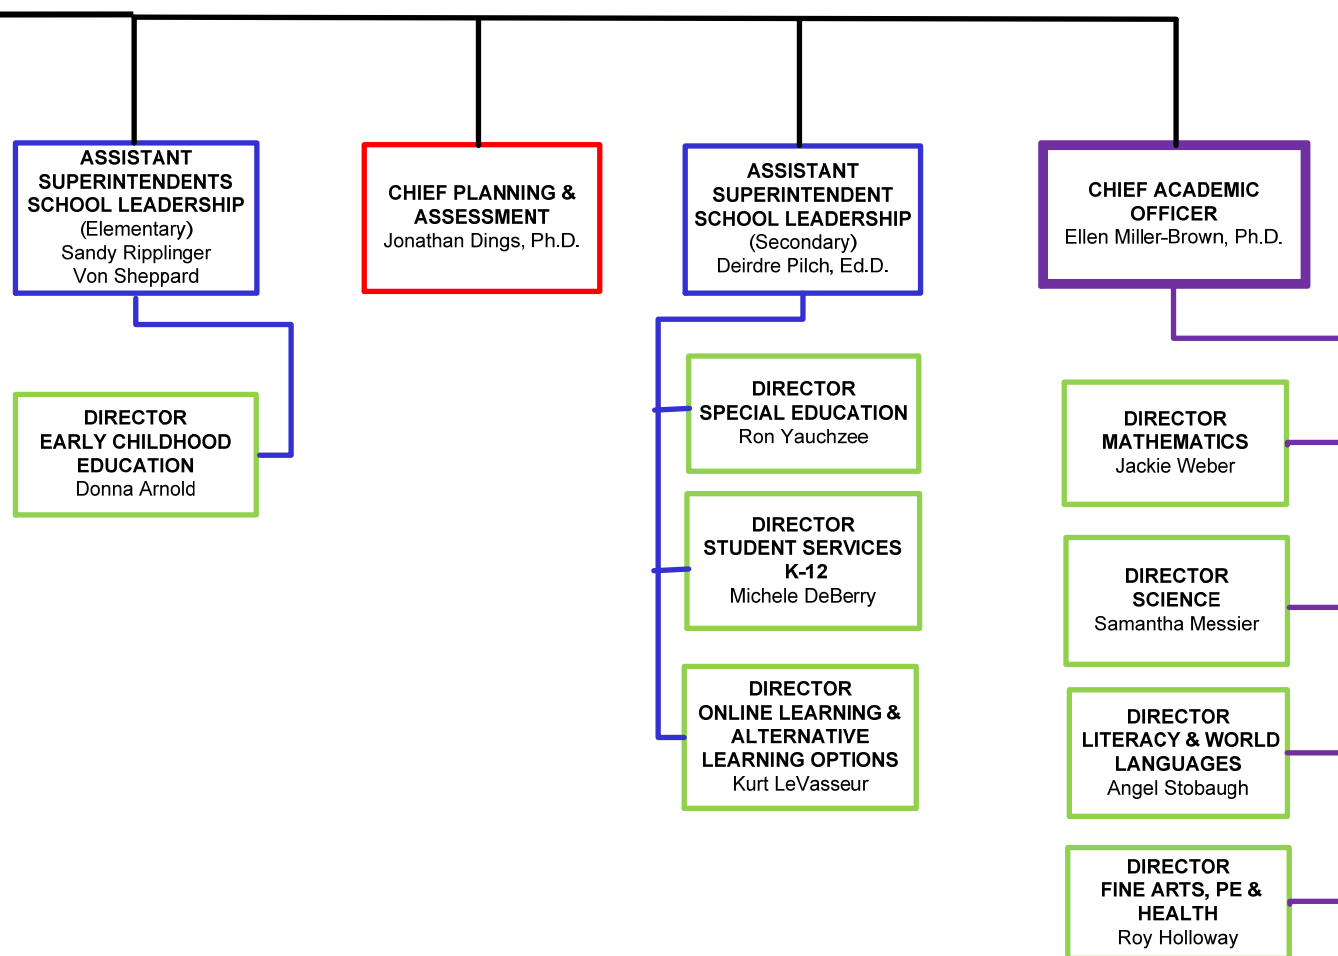 ASSISTANT
SUPERINTENDENTS
SCHOOL LEADERSHIP
(Elementary)
Sandy Ripplinger
Von Sheppard
CHIEF PLANNING &
ASSESSMENT
Jonathan Dings, Ph.D.
ASSISTANT
SUPERINTENDENT
SCHOOL LEADERSHIP
(Secondary)
Deirdre Pilch, Ed.D.
CHIEF ACADEMIC
OFFICER
Ellen Miller-Brown, Ph.D.
DIRECTOR
EARLY CHILDHOOD
EDUCATION
Donna Arnold
DIRECTOR
SPECIAL EDUCATION
Ron Yauchzee
DIRECTOR
STUDENT SERVICES
K-12
Michele DeBerry
DIRECTOR
ONLINE LEARNING &
ALTERNATIVE
LEARNING OPTIONS
Kurt LeVasseur
DIRECTOR
MATHEMATICS
Jackie Weber
DIRECTOR
SCIENCE
Samantha Messier
DIRECTOR
LITERACY & WORLD
LANGUAGES
Angel Stobaugh
DIRECTOR
FINE ARTS, PE &
HEALTH
Roy Holloway